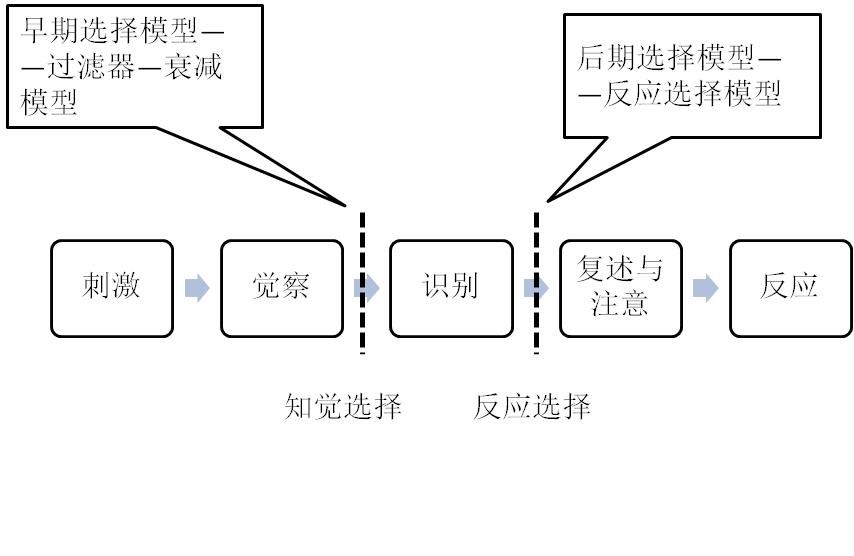 早期选择模型—
—过滤器—衰减
模型
后期选择模型—
—反应选择模型
刺激
觉察
识别
复述与
注意
反应
知觉选择
反应选择